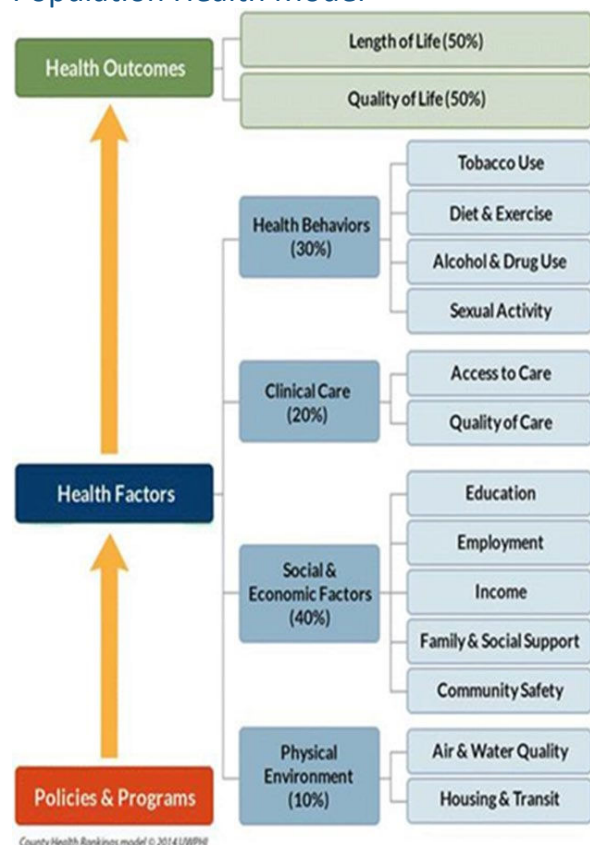 Population Health Model
Health Outcomes
Length of Life (50%)
Quality of Life (50%)
Health Behaviors
(30%)
Tobacco Use
Diet & Exercise
Alcohol & Drug Use
Sexual Activity
Clinical Care
(20%)
Access to Care
Quality of Care
Health Factors
Social &
Economic Factors
(40%)
Education
Employment
Income
Family & Social Support
Community Safety
Physical
Environment
(10%)
Air & Water Quality
Housing & Transit
Policies & Programs
County Health Rankings model © 2014 UWPHI